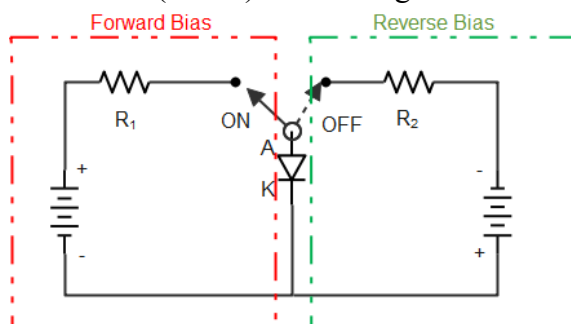 Forward Bias
Reverse Bias
R1
ON
OFF
R2
A
K
+
-
-
+